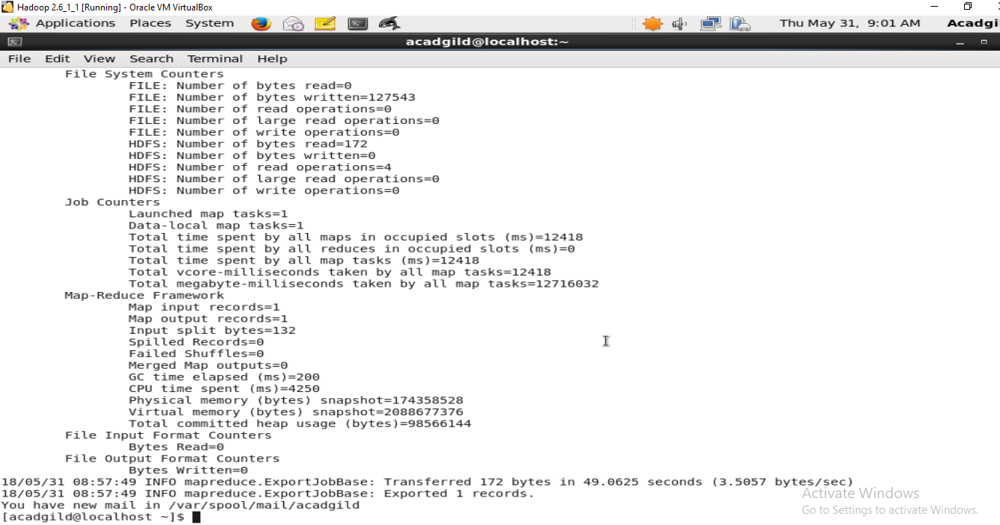 Hadoop 2.6_1_1 [Running] - Oracle VM VirtualBox
Applications Places System Thu May 31, 9:01 AM Acadgi
acadgild@localhost:~
File Edit View Search Terminal Help
File System Counters
FILE: Number of bytes read=0
FILE: Number of bytes written=127543
FILE: Number of read operations=0
FILE: Number of large read operations=0
FILE: Number of write operations=0
HDFS: Number of bytes read=172
HDFS: Number of bytes written=0
HDFS: Number of read operations=4
HDFS: Number of large read operations=0
HDFS: Number of write operations=0
Job Counters
Launched map tasks=1
Data-local map tasks=1
Total time spent by all maps in occupied slots (ms)=12418
Total time spent by all reduces in occupied slots (ms)=0
Total time spent by all map tasks (ms)=12418
Total vcore-milliseconds taken by all map tasks=12418
Total megabyte-milliseconds taken by all map tasks=12716032
Map-Reduce Framework
Map input records=1
Map output records=1
Input split bytes=132
Spilled Records=0
Failed Shuffles=0
Merged Map outputs=0
GC time elapsed (ms)=200
CPU time spent (ms)=4250
Physical memory (bytes) snapshot=174358528
Virtual memory (bytes) snapshot=2088677376
Total committed heap usage (bytes)=98566144
File Input Format Counters
Bytes Read=0
File Output Format Counters
Bytes Written=0
18/05/31 08:57:49 INFO mapreduce.ExportJobBase: Transferred 172 bytes in 49.0625 seconds (3.5057 bytes/sec)
18/05/31 08:57:49 INFO mapreduce.ExportJobBase: Exported 1 records.
You have new mail in /var/spool/mail/acadgild
[acadgild@localhost ~]$
Activate Windows
Go to Settings to activate Windows.